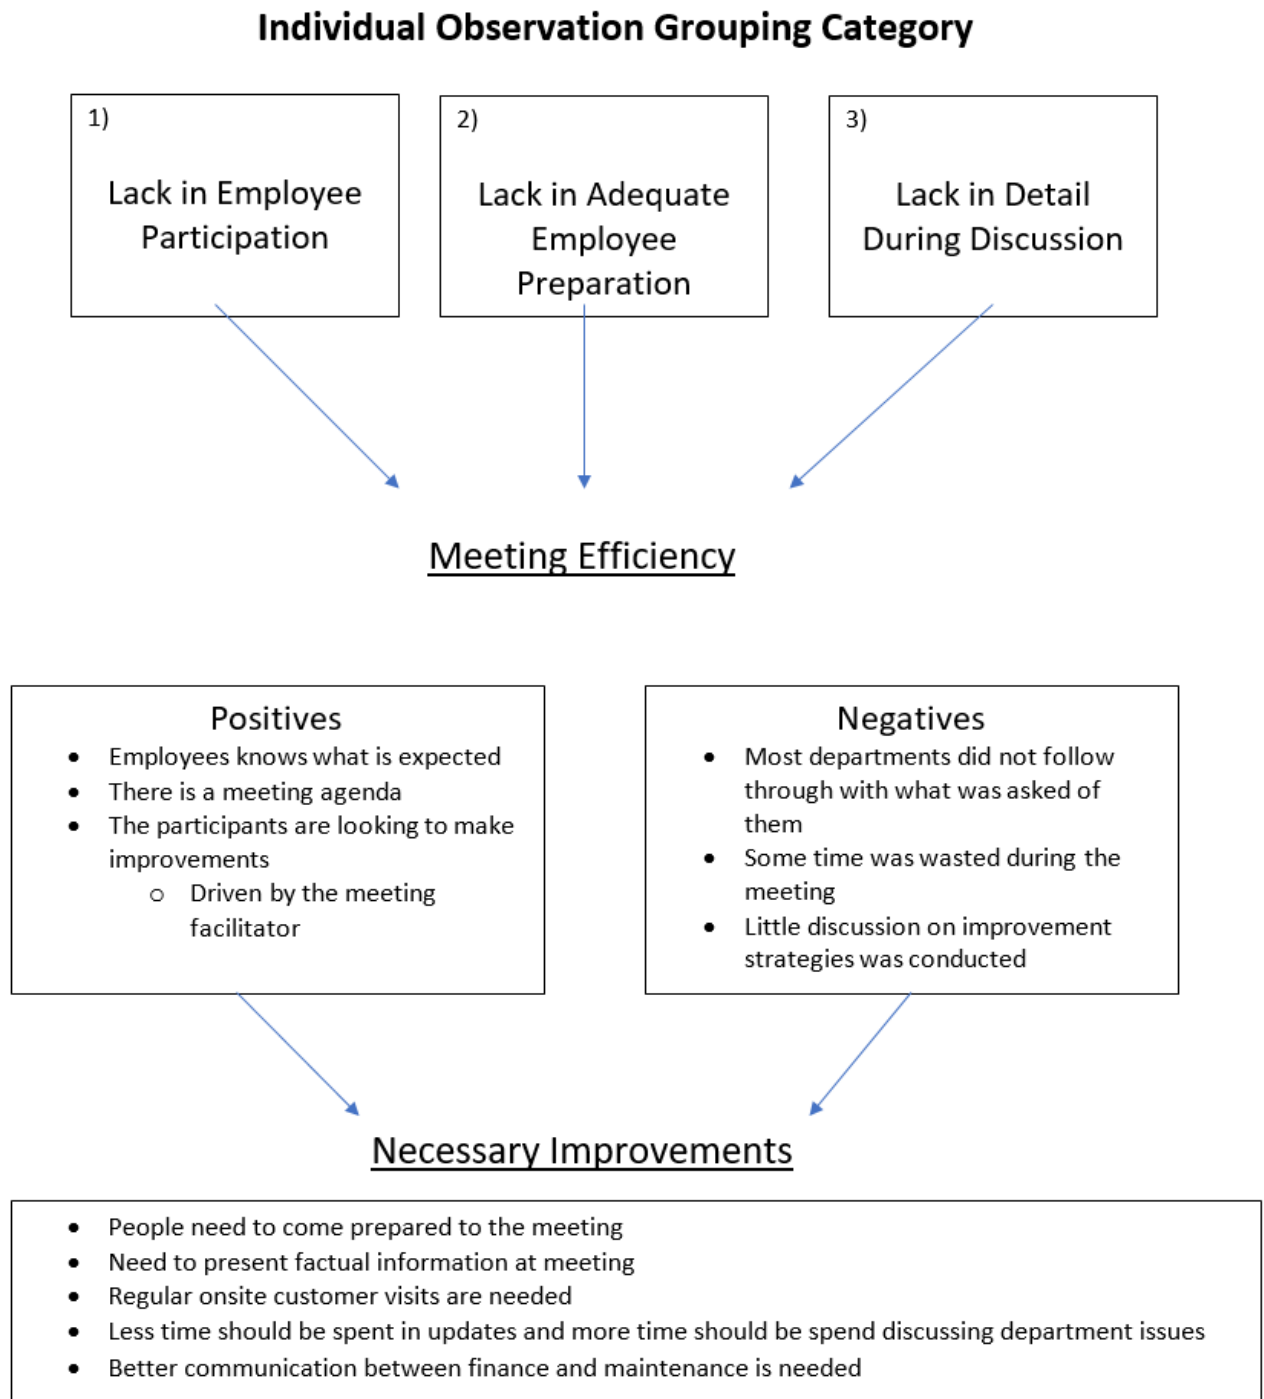 Individual Observation Grouping Category
1)
Lack in Employee
Participation
2)
Lack in Adequate
Employee
Preparation
3)
Lack in Detail
During Discussion
Meeting Efficiency
Positives
• Employees knows what is expected
• There is a meeting agenda
• The participants are looking to make
improvements
o Driven by the meeting
facilitator
Negatives
• Most departments did not follow
through with what was asked of
them
• Some time was wasted during the
meeting
• Little discussion on improvement
strategies was conducted
Necessary Improvements
• People need to come prepared to the meeting
• Need to present factual information at meeting
• Regular onsite customer visits are needed
• Less time should be spent in updates and more time should be spend discussing department issues
• Better communication between finance and maintenance is needed